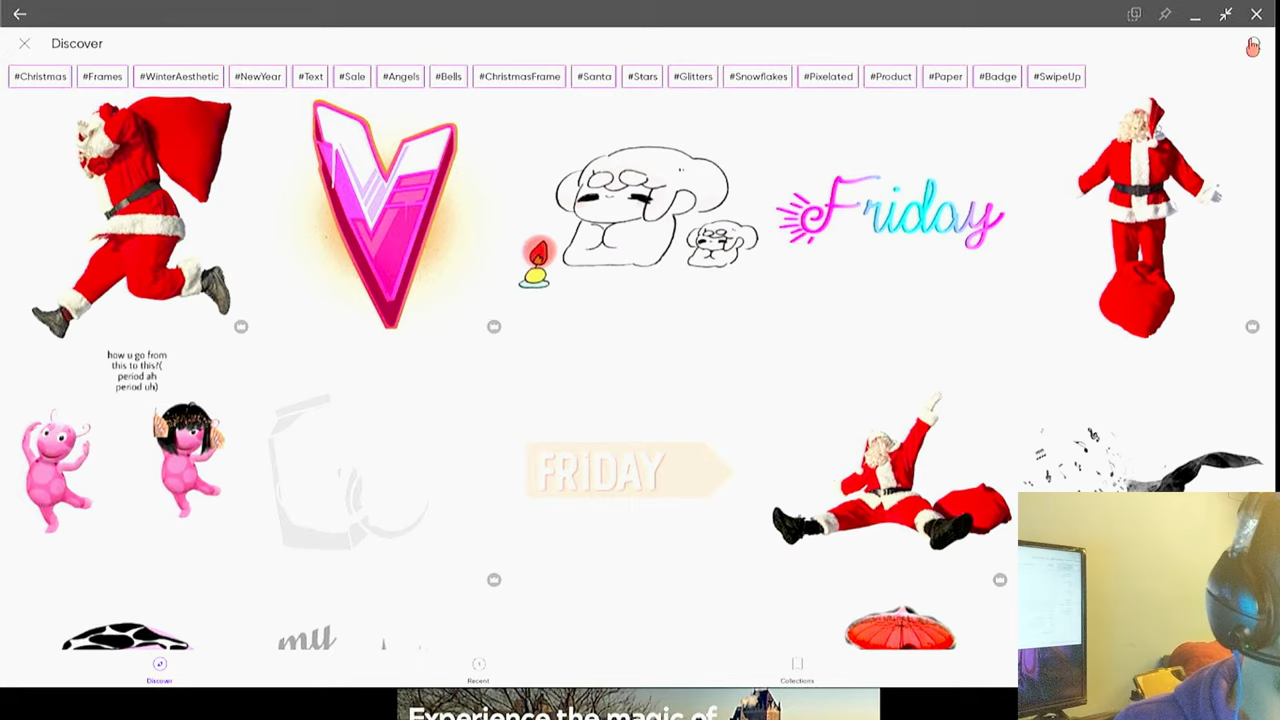 Discover
#Christmas #Frames #WinterAesthetic #NewYear #Text #Sale #Angels #Bells #ChristmasFrame #Santa #Stars #Glitters #Snowflakes #Pixelated #Product #Paper #Badge #SwipeUp
Friday
how u go from
this to this?(
period ah
period uh)
FRiDAY
my
Discover Recent Collections
Experience the magic of